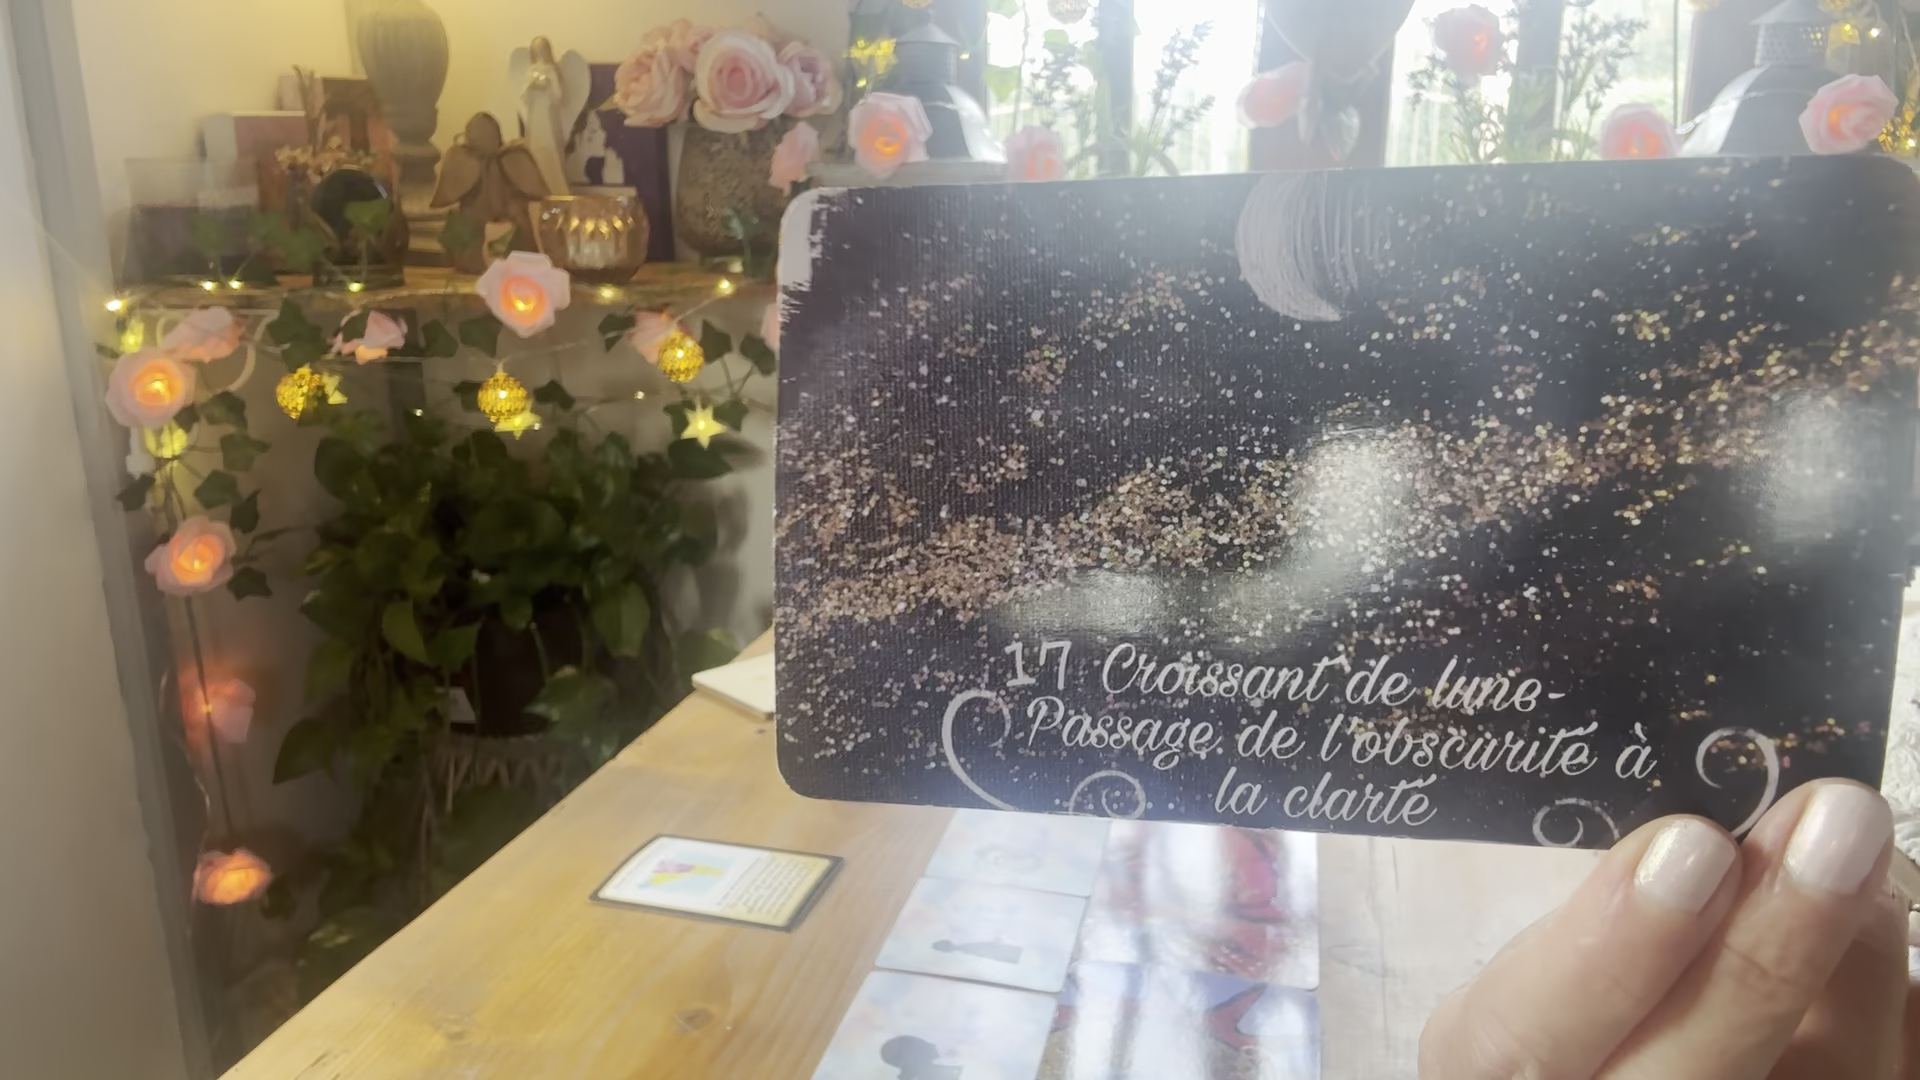 17 Croissant de lune-
Passage de l'obscurité à
la clarté